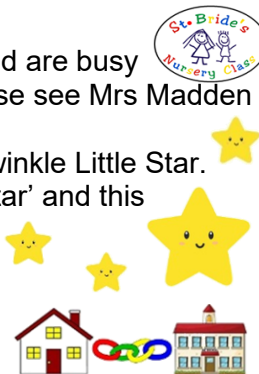 St. Bride's
Nursery Class
d are busy
se see Mrs Madden
winkle Little Star.
tar’ and this